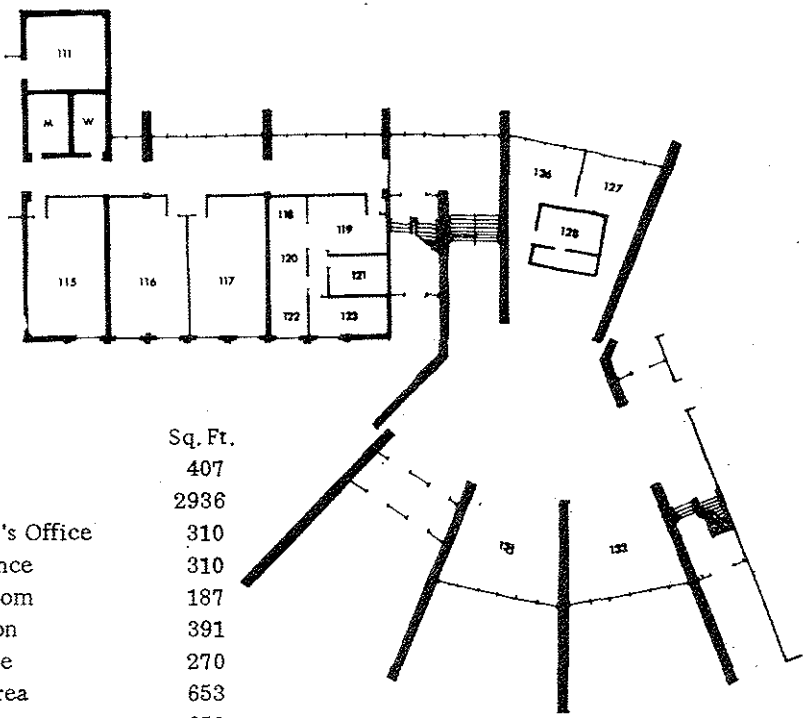 111
M W
136 127
128
118 119
120
115 116 117 121
122 123
Sq. Ft.
407
2936
's Office 310
nce 310
om 187
on 391
e 270
rea 653